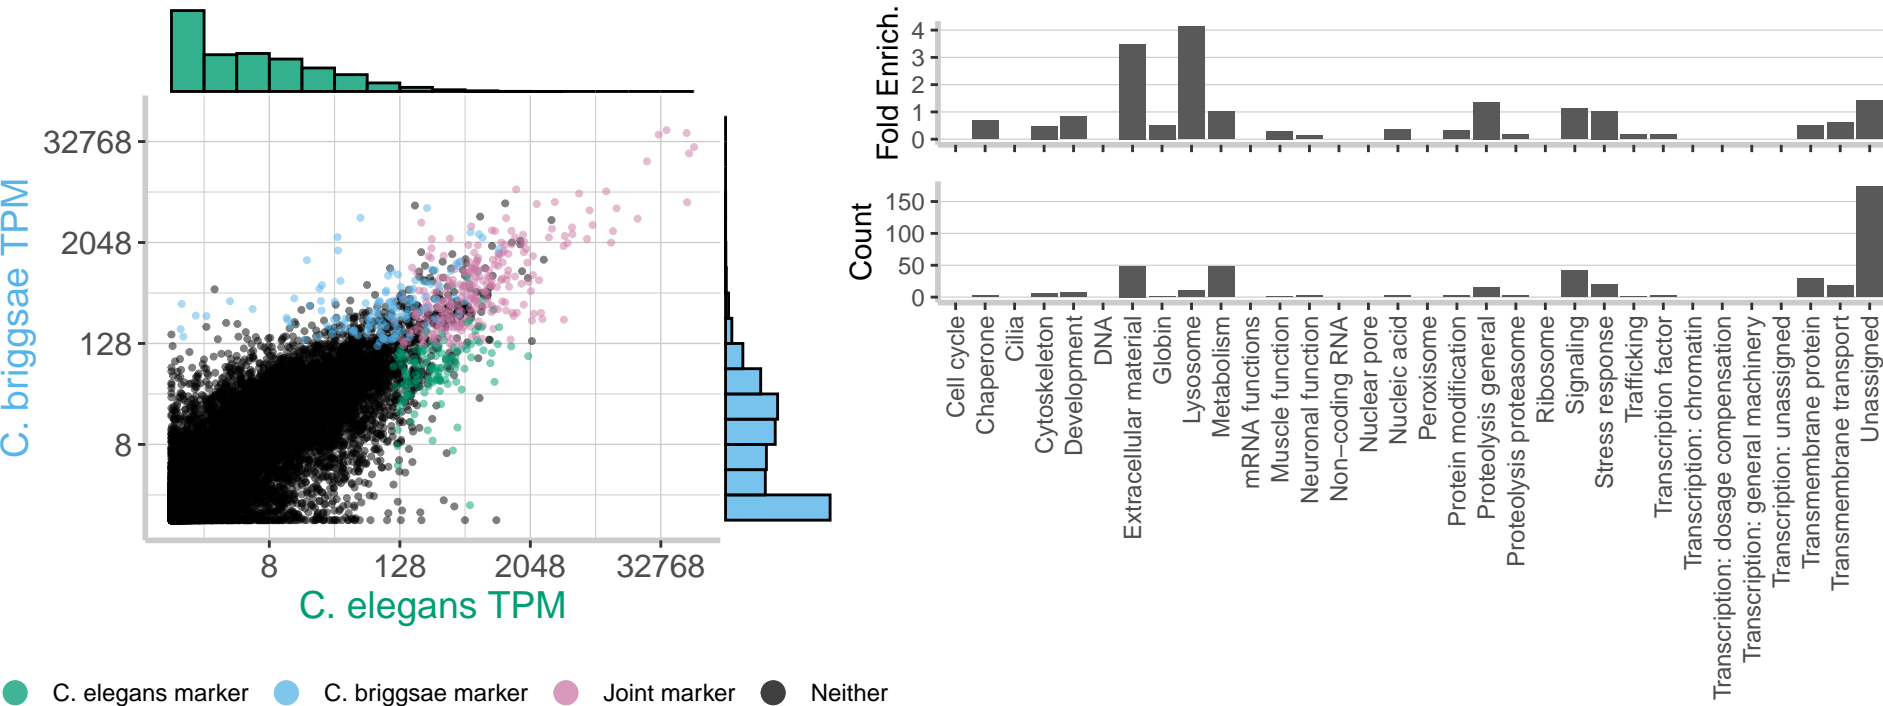 32768
2048
128
8
C. briggsae TPM
8
128
2048
32768
C. elegans TPM
C. elegans marker
C. briggsae marker
Joint marker
Neither
Fold Enrich.
4
3
2
1
0
Count
150
100
50
0
Cell cycle
Chaperone
Cilia
Cytoskeleton
Development
DNA
Extracellular material
Globin
Lysosome
Metabolism
mRNA functions
Muscle function
Neuronal function
Non−coding RNA
Nuclear pore
Nucleic acid
Peroxisome
Protein modification
Proteolysis general
Proteolysis proteasome
Ribosome
Signaling
Stress response
Trafficking
Transcription factor
Transcription: chromatin
Transcription: dosage compensation
Transcription: general machinery
Transcription: unassigned
Transmembrane protein
Transmembrane transport
Unassigned